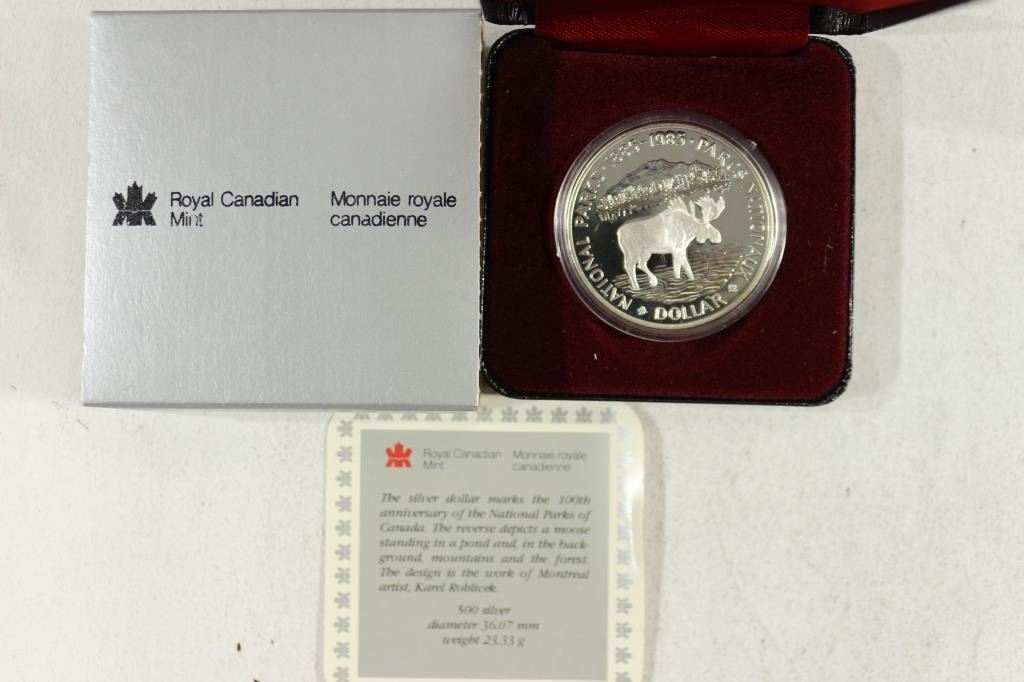 Royal Canadian Mint
Monnaie royale canadienne
NATIONAL PARKS · 1885-1985 · PARCS NATIONAUX
DOLLAR
Royal Canadian Mint
Monnaie royale canadienne
The silver dollar marks the 100th
anniversary of the National Parks of
Canada. The reverse depicts a moose
standing in a pond and, in the back-
ground, mountains and the forest.
The design is the work of Montreal
artist, Karel Rohlicek.
500 silver
diameter 36.07 mm
weight 23.33 g